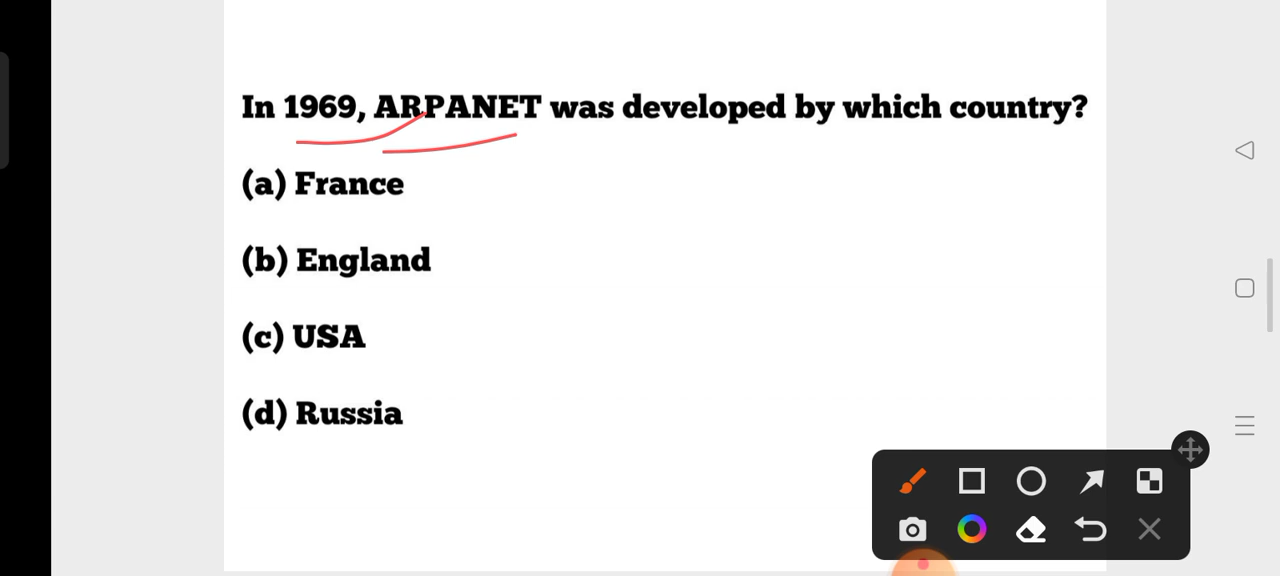 In 1969, ARPANET was developed by which country?
(a) France
(b) England
(c) USA
(d) Russia